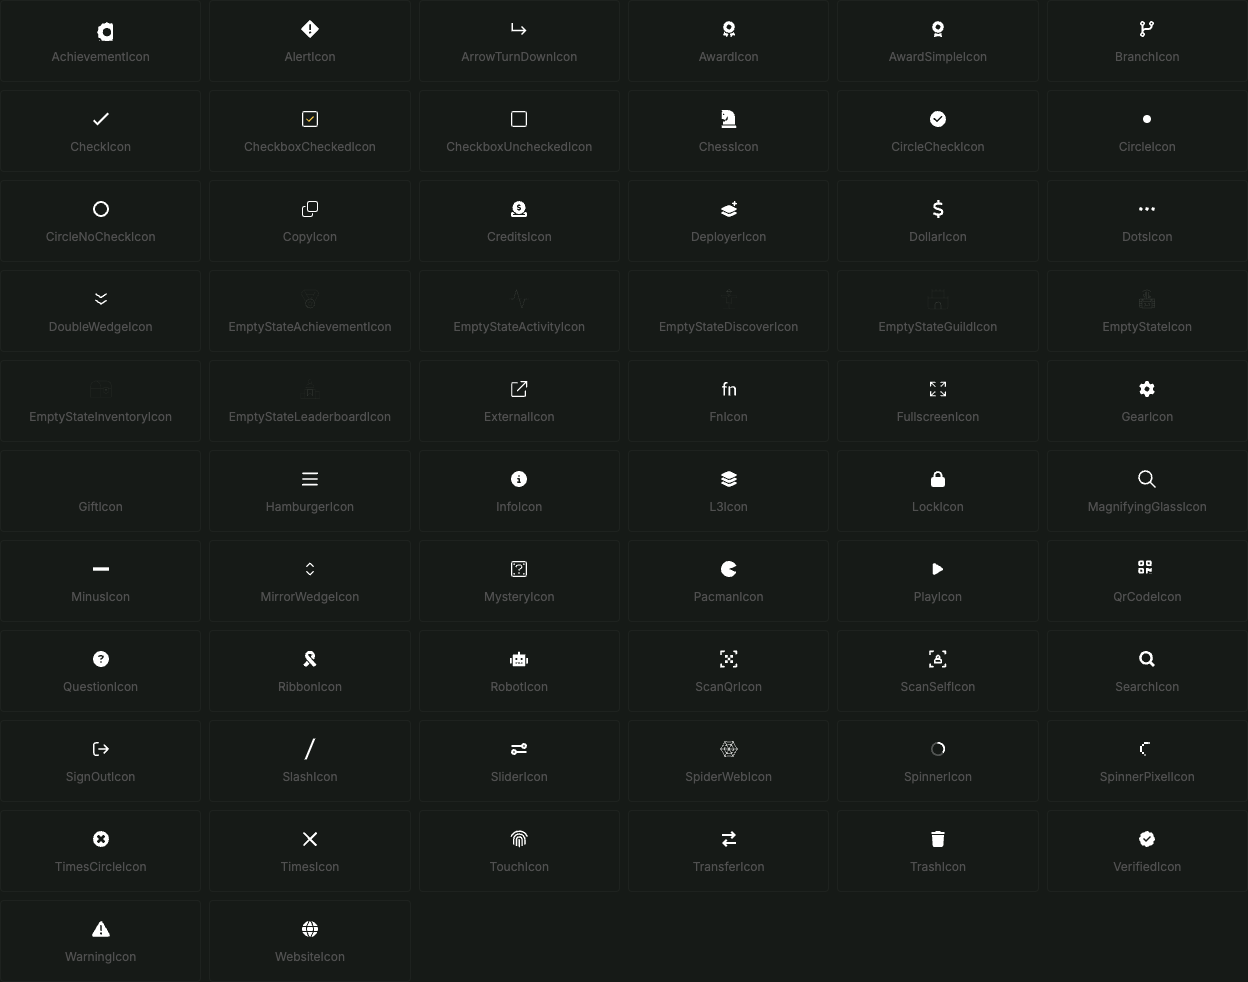 AchievementIcon
AlertIcon
ArrowTurnDownIcon
AwardIcon
AwardSimpleIcon
BranchIcon
CheckIcon
CheckboxCheckedIcon
CheckboxUncheckedIcon
ChessIcon
CircleCheckIcon
CircleIcon
CircleNoCheckIcon
CopyIcon
CreditsIcon
DeployerIcon
DollarIcon
DotsIcon
DoubleWedgeIcon
EmptyStateAchievementIcon
EmptyStateActivityIcon
EmptyStateDiscoverIcon
EmptyStateGuildIcon
EmptyStateIcon
EmptyStateInventoryIcon
EmptyStateLeaderboardIcon
ExternalIcon
fn
FnIcon
FullscreenIcon
GearIcon
GiftIcon
HamburgerIcon
InfoIcon
L3Icon
LockIcon
MagnifyingGlassIcon
MinusIcon
MirrorWedgeIcon
MysteryIcon
PacmanIcon
PlayIcon
QrCodeIcon
QuestionIcon
RibbonIcon
RobotIcon
ScanQrIcon
ScanSelfIcon
SearchIcon
SignOutIcon
SlashIcon
SliderIcon
SpiderWebIcon
SpinnerIcon
SpinnerPixelIcon
TimesCircleIcon
TimesIcon
TouchIcon
TransferIcon
TrashIcon
VerifiedIcon
WarningIcon
WebsiteIcon